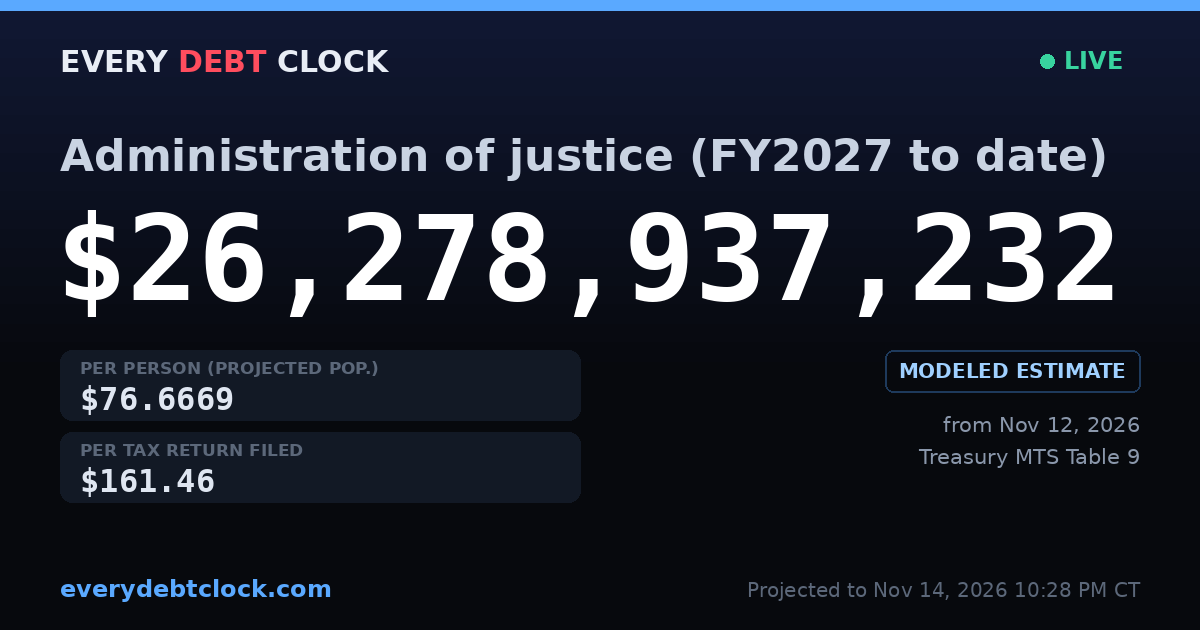 EVERY DEBT CLOCK
LIVE
Administration of justice (FY2027 to date)
$26,278,937,232
PER PERSON (PROJECTED POP.)
$76.6669
PER TAX RETURN FILED
$161.46
MODELED ESTIMATE
from Nov 12, 2026
Treasury MTS Table 9
everydebtclock.com
Projected to Nov 14, 2026 10:28 PM CT